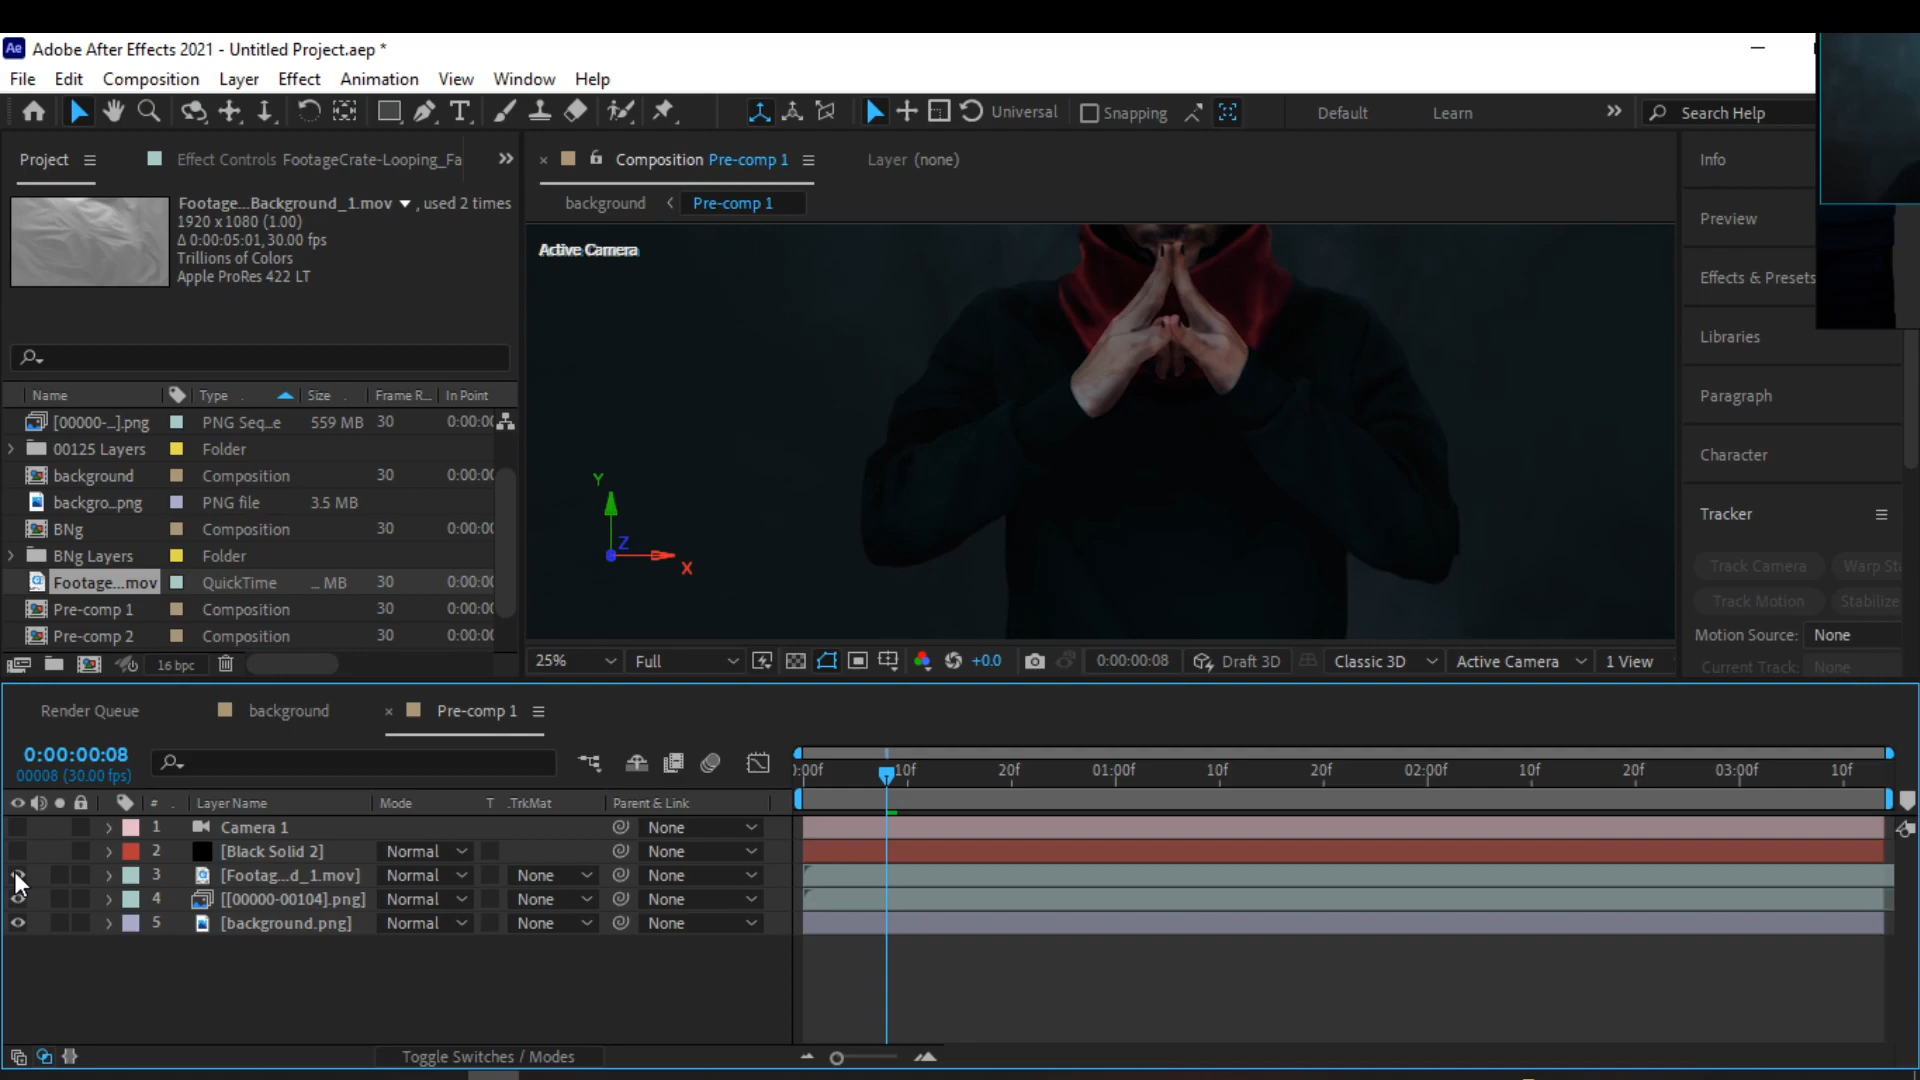 Ae Adobe After Effects 2021 - Untitled Project.aep *
File Edit Composition Layer Effect Animation View Window Help
Universal Snapping Default Learn Search Help
Project Effect Controls FootageCrate-Looping_Fa
Composition Pre-comp 1 Layer (none)
Info
Footage...Background_1.mov , used 2 times
1920 x 1080 (1.00)
Δ 0:00:05:01, 30.00 fps
Trillions of Colors
Apple ProRes 422 LT
background Pre-comp 1
Active Camera
Preview
Effects & Presets
Libraries
Paragraph
Character
Tracker
Track Camera Warp Sta
Track Motion Stabilize
Motion Source: None
Current Track: None
Name Type Size Frame R... In Point
[00000-...].png PNG Seq...e 559 MB 30 0:00:00
00125 Layers Folder
background Composition 30 0:00:00
backgro...png PNG file 3.5 MB
BNg Composition 30 0:00:00
BNg Layers Folder
Footage...mov QuickTime ... MB 30 0:00:00
Pre-comp 1 Composition 30 0:00:00
Pre-comp 2 Composition 30 0:00:00
16 bpc
Y
Z
X
25% Full +0.0 0:00:00:08 Draft 3D Classic 3D Active Camera 1 View
Render Queue background × Pre-comp 1
0:00:00:08
00008 (30.00 fps)
):00f 10f 20f 01:00f 10f 20f 02:00f 10f 20f 03:00f 10f
# Layer Name Mode T .TrkMat Parent & Link
1 Camera 1 None
2 [Black Solid 2] Normal None
3 [Footag...d_1.mov] Normal None None
4 [[00000-00104].png] Normal None None
5 [background.png] Normal None None
Toggle Switches / Modes